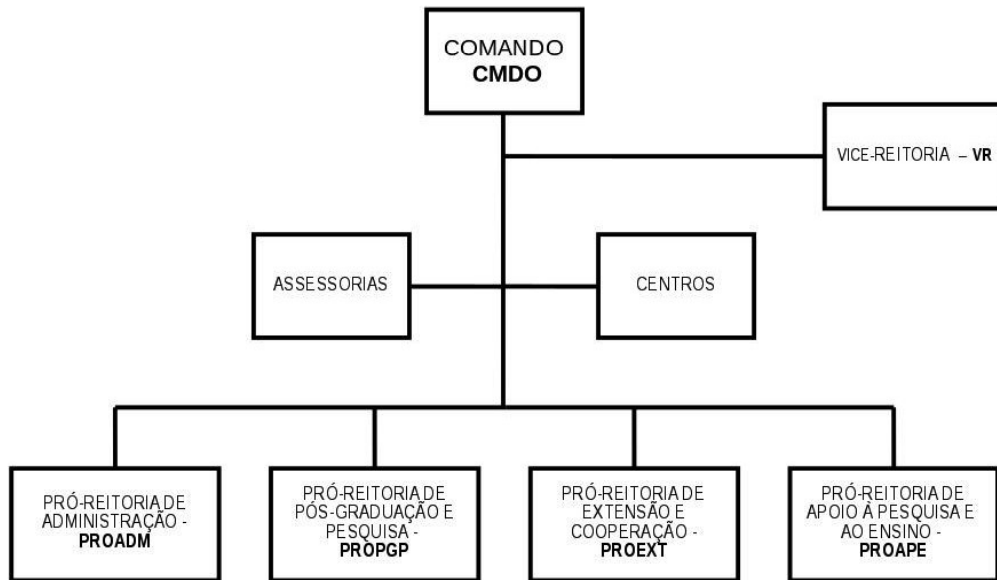 COMANDO
CMDO
VICE-REITORIA – VR
ASSESSORIAS
CENTROS
PRÓ-REITORIA DE
ADMINISTRAÇÃO -
PROADM
PRÓ-REITORIA DE
PÓS-GRADUAÇÃO E
PESQUISA -
PROPGP
PRÓ-REITORIA DE
EXTENSÃO E
COOPERAÇÃO -
PROEXT
PRÓ-REITORIA DE
APOIO À PESQUISA E
AO ENSINO -
PROAPE